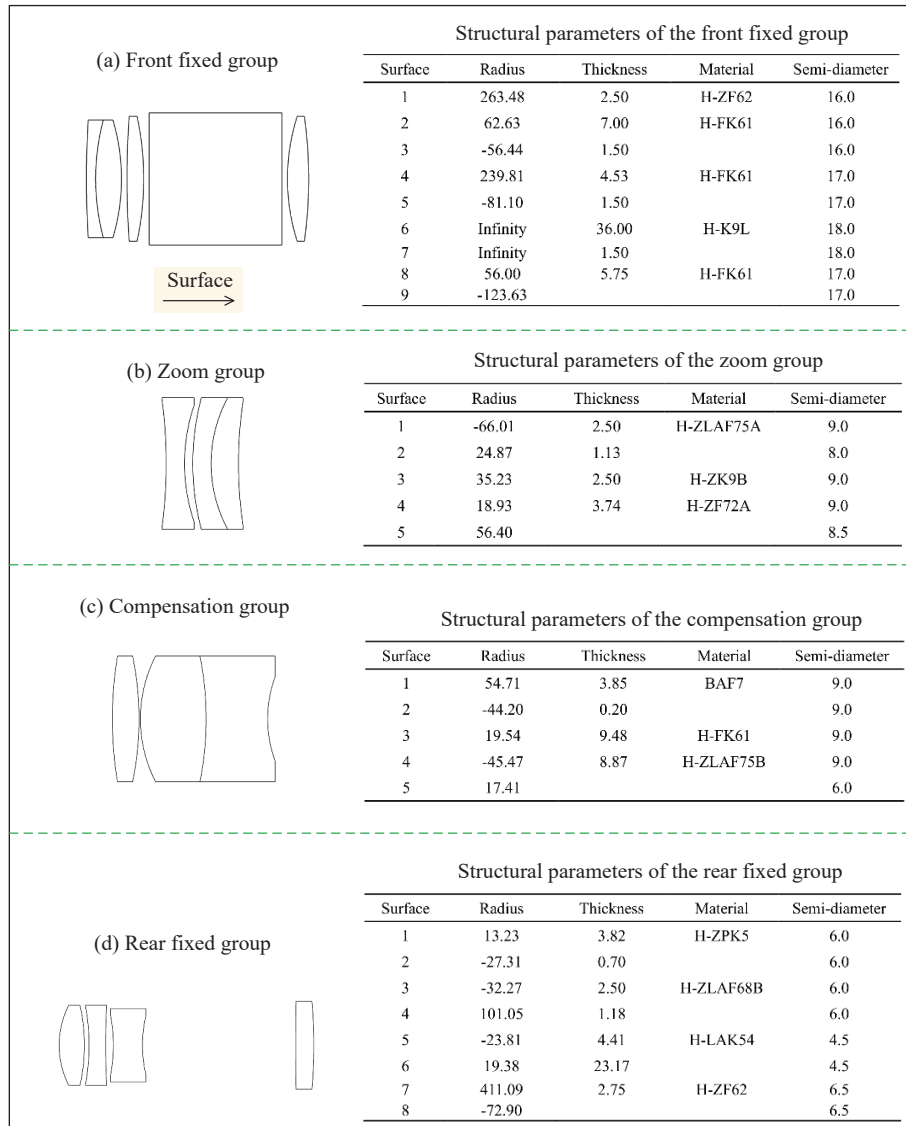 (a) Front fixed group
Surface
Structural parameters of the front fixed group
Surface Radius Thickness Material Semi-diameter
1 263.48 2.50 H-ZF62 16.0
2 62.63 7.00 H-FK61 16.0
3 -56.44 1.50 16.0
4 239.81 4.53 H-FK61 17.0
5 -81.10 1.50 17.0
6 Infinity 36.00 H-K9L 18.0
7 Infinity 1.50 18.0
8 56.00 5.75 H-FK61 17.0
9 -123.63 17.0
(b) Zoom group
Structural parameters of the zoom group
Surface Radius Thickness Material Semi-diameter
1 -66.01 2.50 H-ZLAF75A 9.0
2 24.87 1.13 8.0
3 35.23 2.50 H-ZK9B 9.0
4 18.93 3.74 H-ZF72A 9.0
5 56.40 8.5
(c) Compensation group
Structural parameters of the compensation group
Surface Radius Thickness Material Semi-diameter
1 54.71 3.85 BAF7 9.0
2 -44.20 0.20 9.0
3 19.54 9.48 H-FK61 9.0
4 -45.47 8.87 H-ZLAF75B 9.0
5 17.41 6.0
(d) Rear fixed group
Structural parameters of the rear fixed group
Surface Radius Thickness Material Semi-diameter
1 13.23 3.82 H-ZPK5 6.0
2 -27.31 0.70 6.0
3 -32.27 2.50 H-ZLAF68B 6.0
4 101.05 1.18 6.0
5 -23.81 4.41 H-LAK54 4.5
6 19.38 23.17 4.5
7 411.09 2.75 H-ZF62 6.5
8 -72.90 6.5